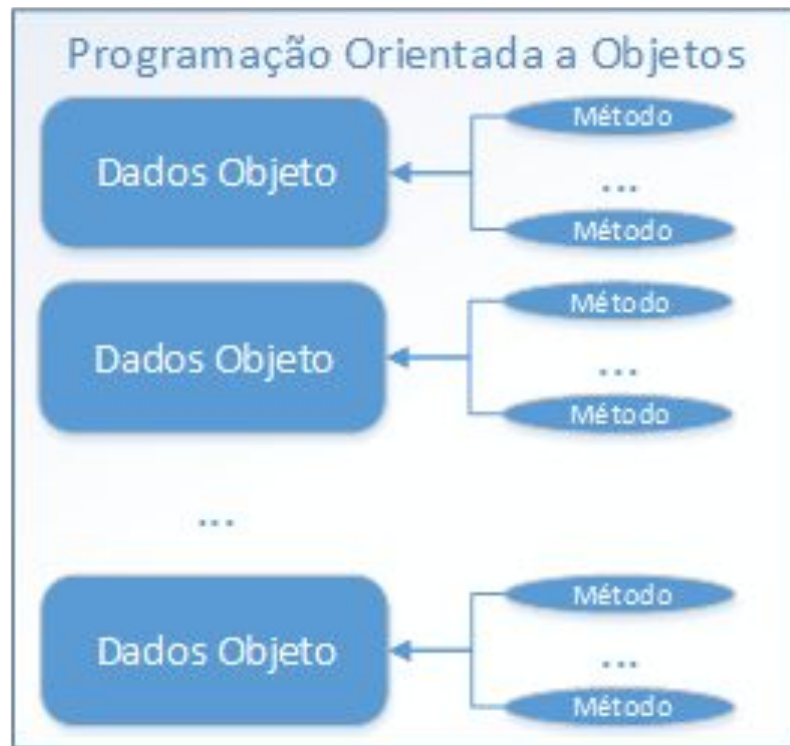 Programação Orientada a Objetos
Dados Objeto
Método
...
Método
Dados Objeto
Método
...
Método
...
Dados Objeto
Método
...
Método